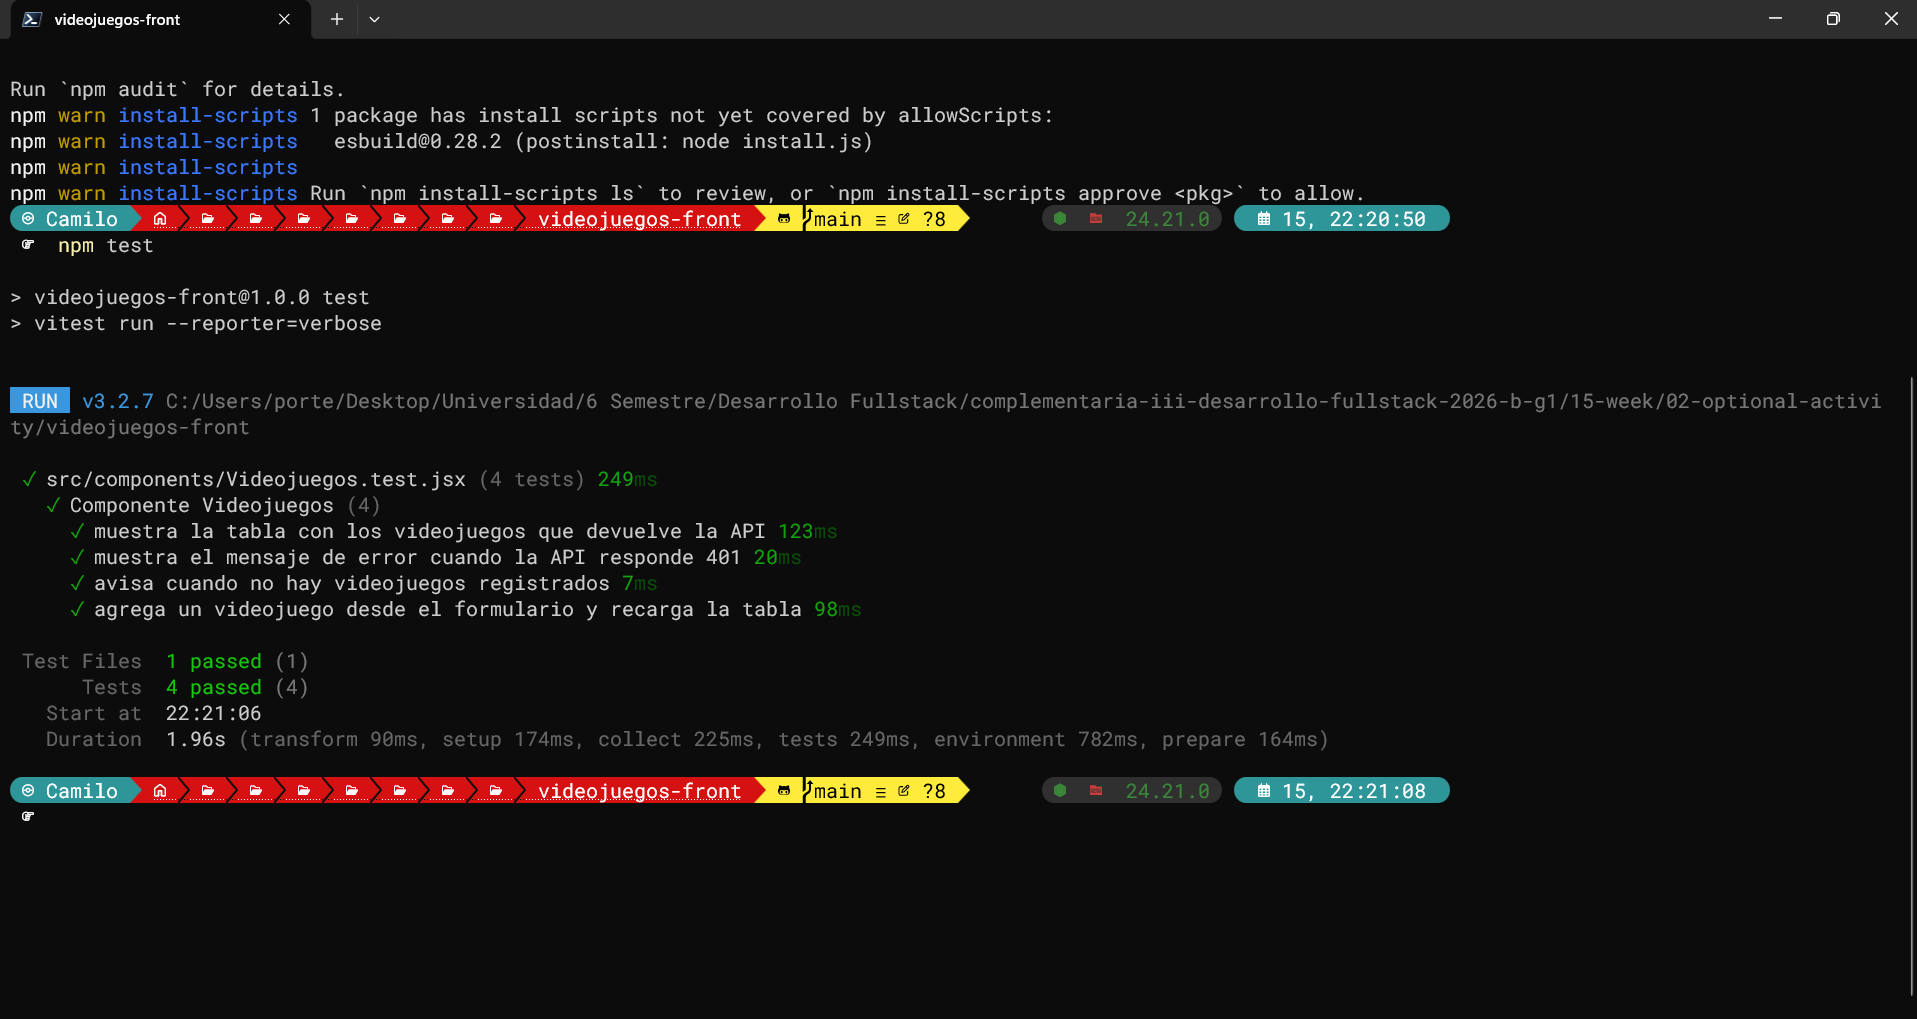 videojuegos-front
Run `npm audit` for details.
npm warn install-scripts 1 package has install scripts not yet covered by allowScripts:
npm warn install-scripts   esbuild@0.28.2 (postinstall: node install.js)
npm warn install-scripts
npm warn install-scripts Run `npm install-scripts ls` to review, or `npm install-scripts approve <pkg>` to allow.
Camilo videojuegos-front main ≡ ?8 24.21.0 15, 22:20:50
npm test
> videojuegos-front@1.0.0 test
> vitest run --reporter=verbose
RUN v3.2.7 C:/Users/porte/Desktop/Universidad/6 Semestre/Desarrollo Fullstack/complementaria-iii-desarrollo-fullstack-2026-b-g1/15-week/02-optional-activi
ty/videojuegos-front
✓ src/components/Videojuegos.test.jsx (4 tests) 249ms
✓ Componente Videojuegos (4)
✓ muestra la tabla con los videojuegos que devuelve la API 123ms
✓ muestra el mensaje de error cuando la API responde 401 20ms
✓ avisa cuando no hay videojuegos registrados 7ms
✓ agrega un videojuego desde el formulario y recarga la tabla 98ms
Test Files 1 passed (1)
Tests 4 passed (4)
Start at 22:21:06
Duration 1.96s (transform 90ms, setup 174ms, collect 225ms, tests 249ms, environment 782ms, prepare 164ms)
Camilo videojuegos-front main ≡ ?8 24.21.0 15, 22:21:08